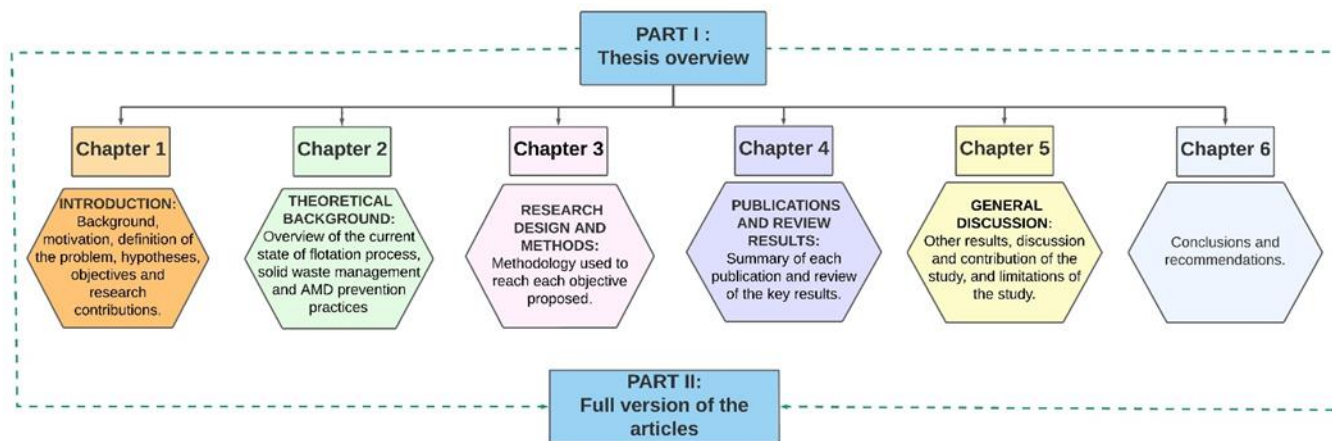 PART I :
Thesis overview
Chapter 1
Chapter 2
Chapter 3
Chapter 4
Chapter 5
Chapter 6
INTRODUCTION:
Background,
motivation, definition of
the problem, hypotheses,
objectives and
research
contributions.
THEORETICAL
BACKGROUND:
Overview of the current
state of flotation process,
solid waste management
and AMD prevention
practices
RESEARCH
DESIGN AND
METHODS:
Methodology used to
reach each objective
proposed.
PUBLICATIONS
AND REVIEW
RESULTS:
Summary of each
publication and review
of the key results.
GENERAL
DISCUSSION:
Other results, discussion
and contribution of the
study, and limitations of
the study.
Conclusions and
recommendations.
PART II:
Full version of the
articles